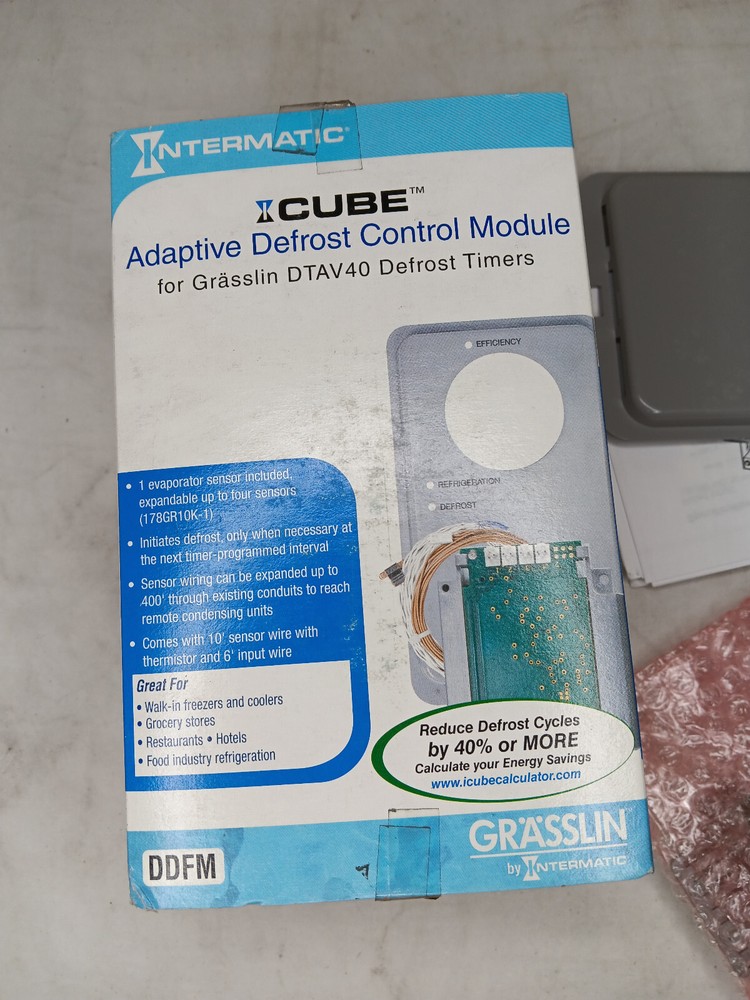 INTERMATIC®
ICUBE™
Adaptive Defrost Control Module
for Grässlin DTAV40 Defrost Timers
EFFICIENCY
REFRIGERATION
DEFROST
• 1 evaporator sensor included,
expandable up to four sensors
(178GR10K-1)
• Initiates defrost, only when necessary at
the next timer-programmed interval
• Sensor wiring can be expanded up to
400' through existing conduits to reach
remote condensing units
• Comes with 10' sensor wire with
thermistor and 6' input wire
Great For
• Walk-in freezers and coolers
• Grocery stores
• Restaurants • Hotels
• Food industry refrigeration
Reduce Defrost Cycles
by 40% or MORE
Calculate your Energy Savings
www.icubecalculator.com
DDFM
GRÄSSLIN
by INTERMATIC